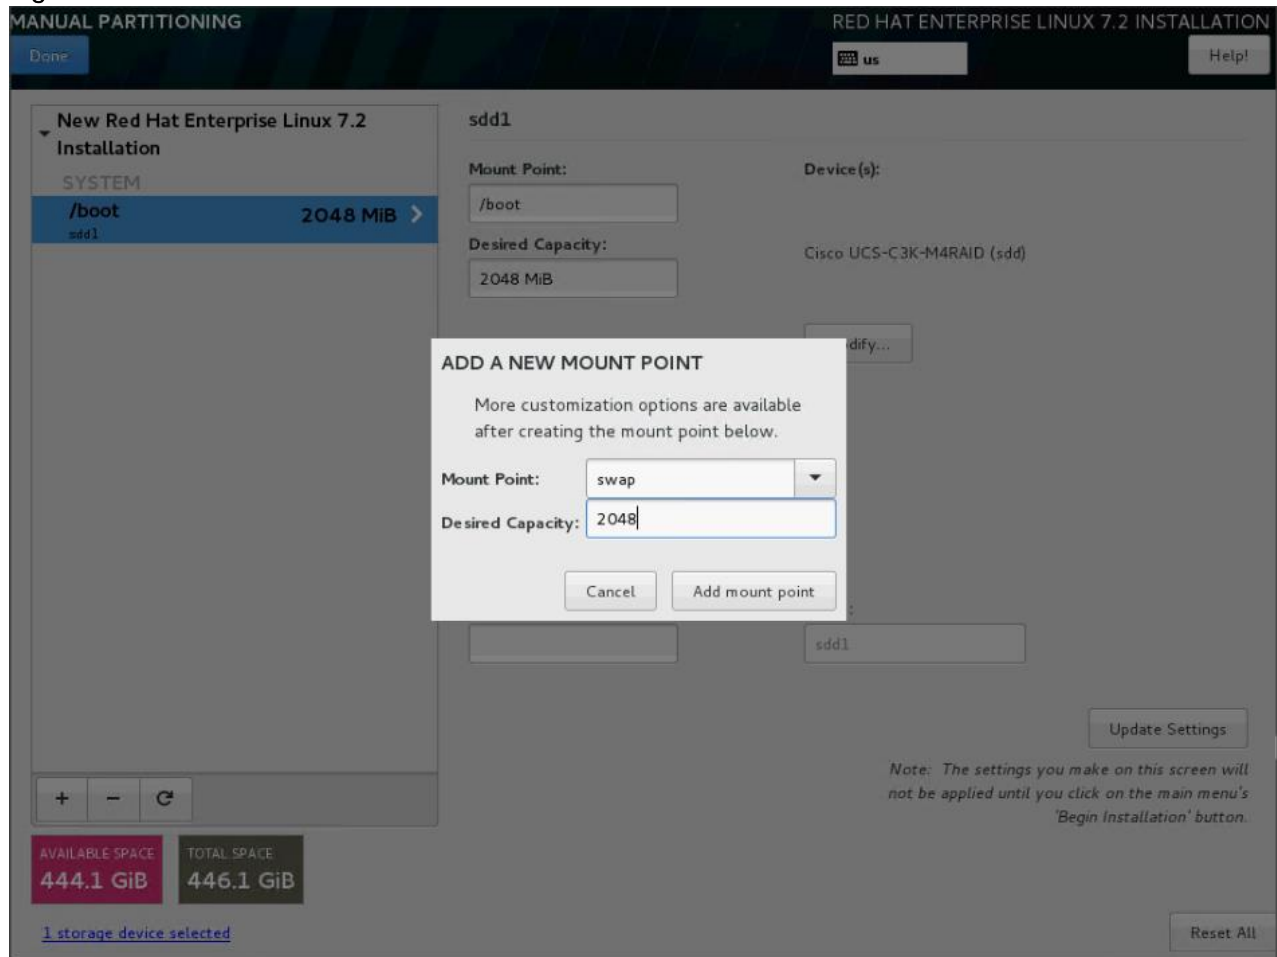 MANUAL PARTITIONING
RED HAT ENTERPRISE LINUX 7.2 INSTALLATION
Done
us
Help!
New Red Hat Enterprise Linux 7.2
Installation
SYSTEM
/boot
2048 MiB
sdd1
sdd1
Mount Point:
/boot
Desired Capacity:
2048 MiB
Device(s):
Cisco UCS-C3K-M4RAID (sdd)
dify...
ADD A NEW MOUNT POINT
More customization options are available
after creating the mount point below.
Mount Point:
swap
Desired Capacity:
2048
Cancel
Add mount point
:
sdd1
Update Settings
Note: The settings you make on this screen will
not be applied until you click on the main menu's
'Begin Installation' button.
+ -
AVAILABLE SPACE
444.1 GiB
TOTAL SPACE
446.1 GiB
1 storage device selected
Reset All